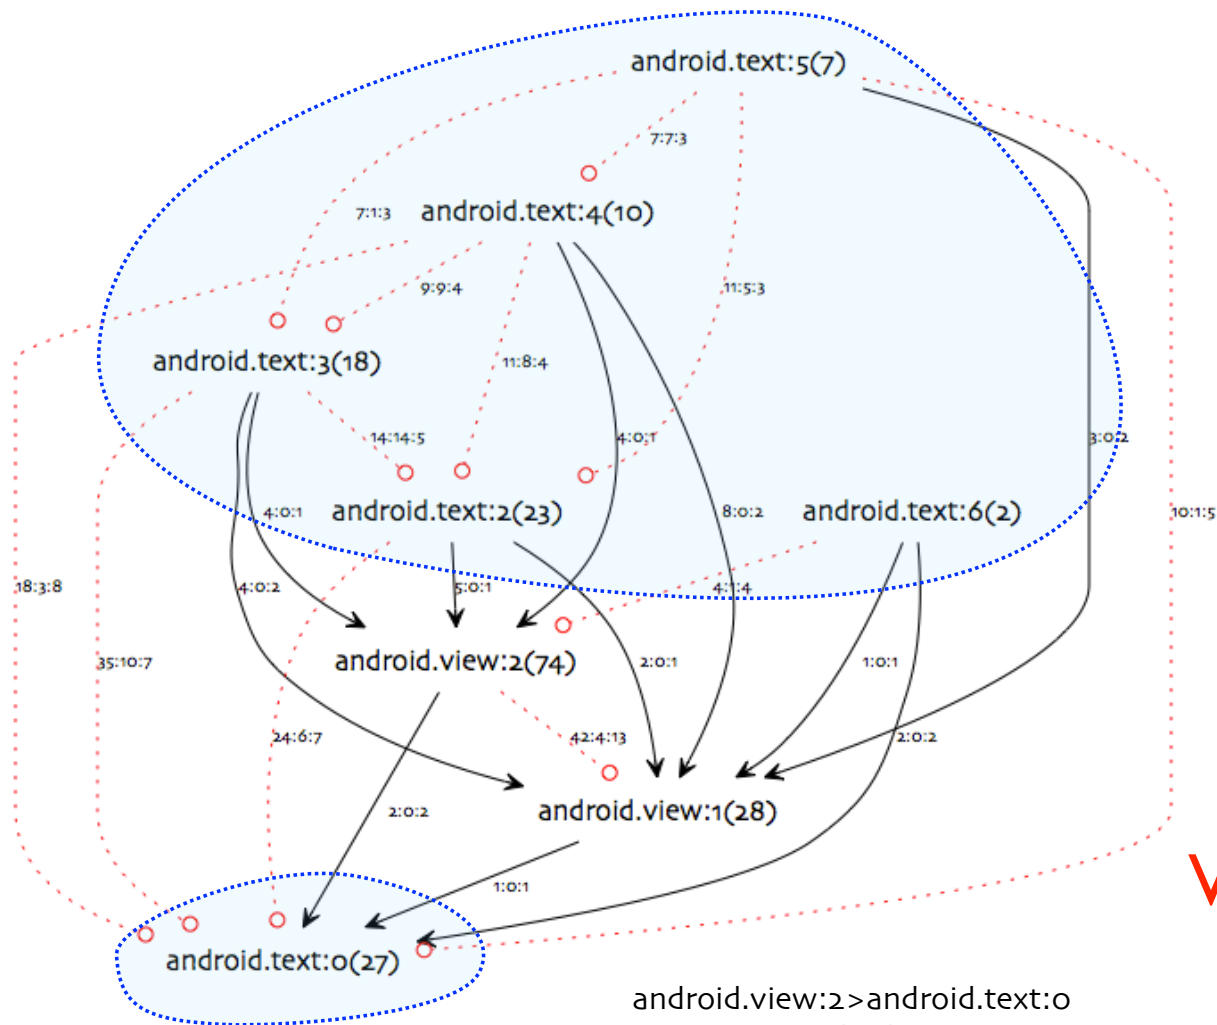 android.text:5(7)
7:7:3
7:1:3
android.text:4(10)
9:9:4
11:5:3
android.text:3(18)
11:8:4
14:14:5
4:0:1
3:0:2
4:0:1
android.text:2(23)
8:0:2
android.text:6(2)
10:1:5
18:3:8
4:0:2
5:0:1
4:1:4
35:10:7
android.view:2(74)
2:0:1
1:0:1
24:6:7
42:4:13
2:0:2
2:0:2
android.view:1(28)
1:0:1
android.text:0(27)
android.view:2>android.text:0